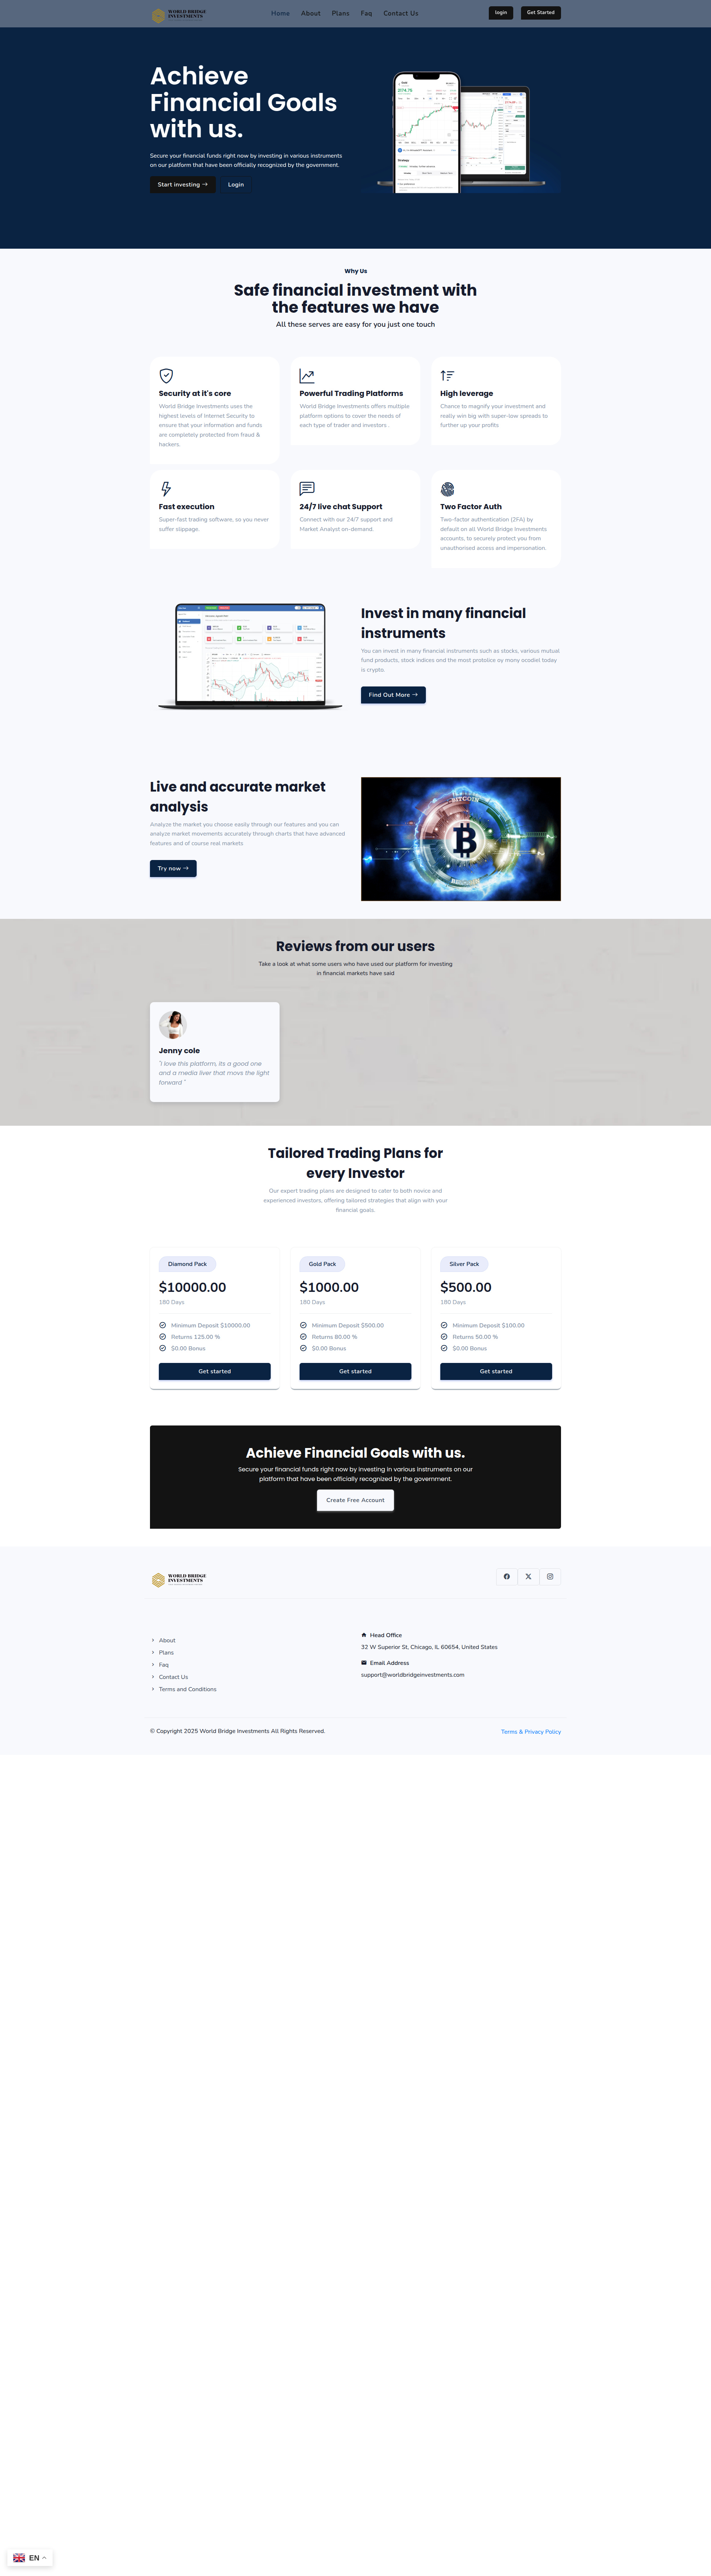 WORLD BRIDGE
INVESTMENTS
Home About Plans Faq Contact Us
login
Get Started
Achieve
Financial Goals
with us.
Secure your financial funds right now by investing in various instruments
on our platform that have been officially recognized by the government.
Start investing →
Login
Why Us
Safe financial investment with
the features we have
All these serves are easy for you just one touch
Security at it's core
World Bridge Investments uses the
highest levels of Internet Security to
ensure that your information and funds
are completely protected from fraud &
hackers.
Powerful Trading Platforms
World Bridge Investments offers multiple
platform options to cover the needs of
each type of trader and investors .
High leverage
Chance to magnify your investment and
really win big with super-low spreads to
further up your profits
Fast execution
Super-fast trading software, so you never
suffer slippage.
24/7 live chat Support
Connect with our 24/7 support and
Market Analyst on-demand.
Two Factor Auth
Two-factor authentication (2FA) by
default on all World Bridge Investments
accounts, to securely protect you from
unauthorised access and impersonation.
Invest in many financial
instruments
You can invest in many financial instruments such as stocks, various mutual
fund products, stock indices and the most
today
is crypto.
Find Out More →
Live and accurate market
analysis
Analyze the market you choose easily through our features and you can
analyze market movements accurately through charts that have advanced
features and of course real markets
Try now →
BITCOIN
BITCOIN
Reviews from our users
Take a look at what some users who have used our platform for investing
in financial markets have said
Jenny cole
"I love this platform, Its a good one
and a media liver that movs the light
forward "
Tailored Trading Plans for
every Investor
Our expert trading plans are designed to cater to both novice and
experienced investors, offering tailored strategies that align with your
financial goals.
Diamond Pack
$10000.00
180 Days
Minimum Deposit $10000.00
Returns 125.00 %
$0.00 Bonus
Get started
Gold Pack
$1000.00
180 Days
Minimum Deposit $500.00
Returns 80.00 %
$0.00 Bonus
Get started
Silver Pack
$500.00
180 Days
Minimum Deposit $100.00
Returns 50.00 %
$0.00 Bonus
Get started
Achieve Financial Goals with us.
Secure your financial funds right now by investing in various instruments on our
platform that have been officially recognized by the government.
Create Free Account
WORLD BRIDGE
INVESTMENTS
About
Plans
Faq
Contact Us
Terms and Conditions
Head Office
32 W Superior St, Chicago, IL 60654, United States
Email Address
support@worldbridgeinvestments.com
© Copyright 2025 World Bridge Investments All Rights Reserved.
Terms & Privacy Policy
EN